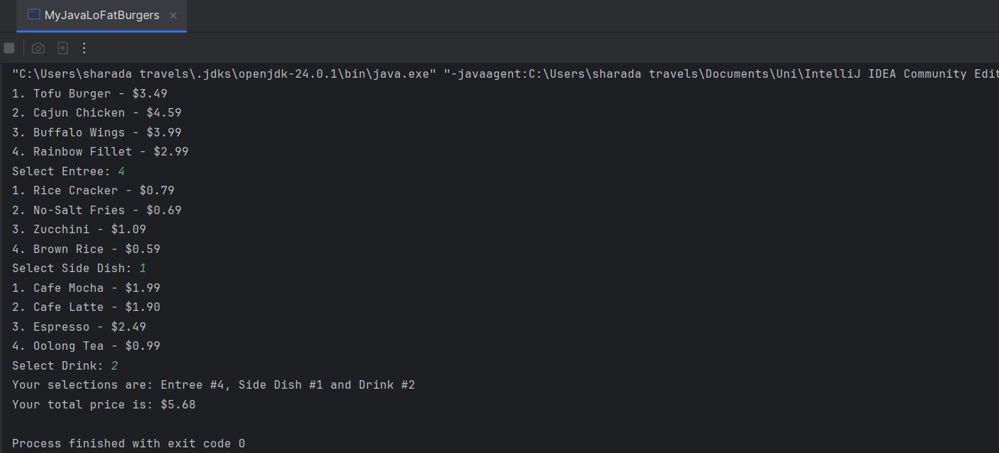 MyJavaLoFatBurgers
"C:\Users\sharada travels\.jdks\openjdk-24.0.1\bin\java.exe" "-javaagent:C:\Users\sharada travels\Documents\Uni\IntelliJ IDEA Community Edit
1. Tofu Burger - $3.49
2. Cajun Chicken - $4.59
3. Buffalo Wings - $3.99
4. Rainbow Fillet - $2.99
Select Entree: 4
1. Rice Cracker - $0.79
2. No-Salt Fries - $0.69
3. Zucchini - $1.09
4. Brown Rice - $0.59
Select Side Dish: 1
1. Cafe Mocha - $1.99
2. Cafe Latte - $1.90
3. Espresso - $2.49
4. Oolong Tea - $0.99
Select Drink: 2
Your selections are: Entree #4, Side Dish #1 and Drink #2
Your total price is: $5.68
Process finished with exit code 0